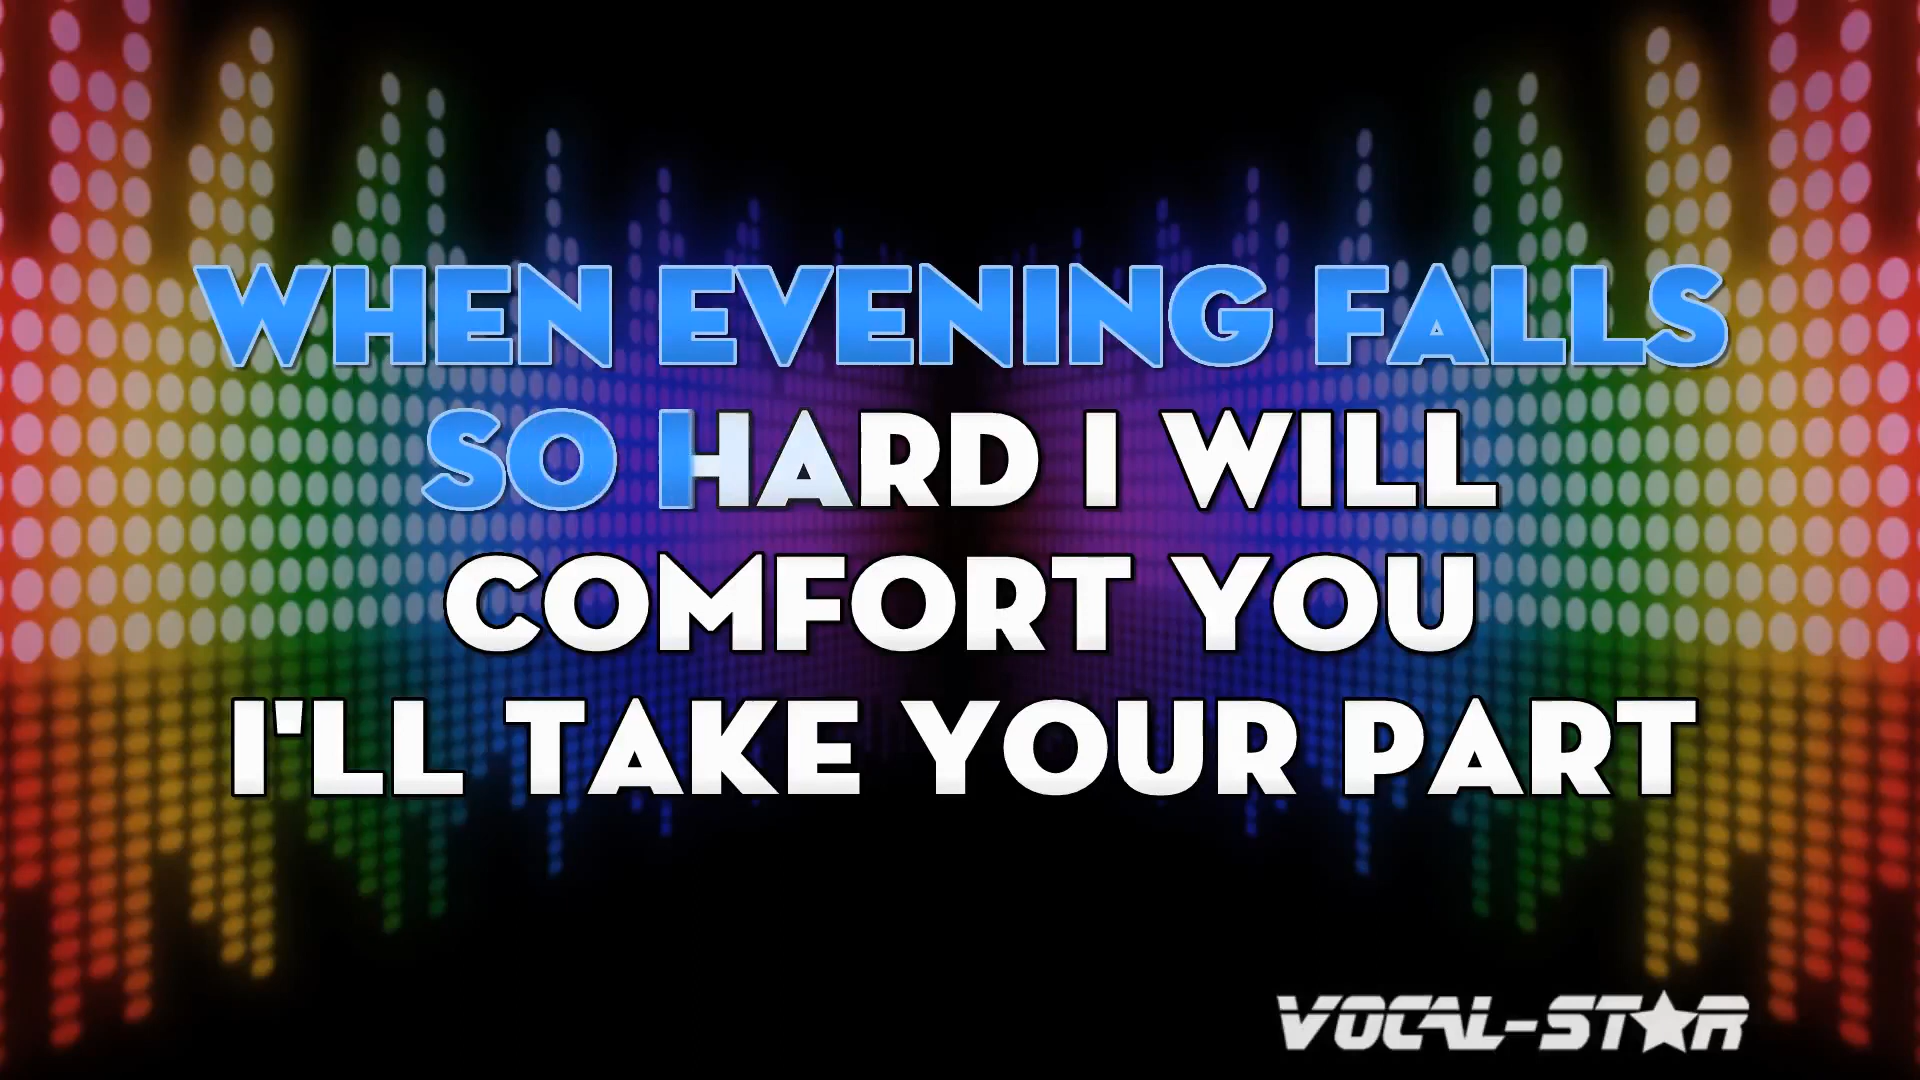 WHEN EVENING FALLS
SO HARD I WILL
COMFORT YOU
I'LL TAKE YOUR PART
VOCAL-STAR